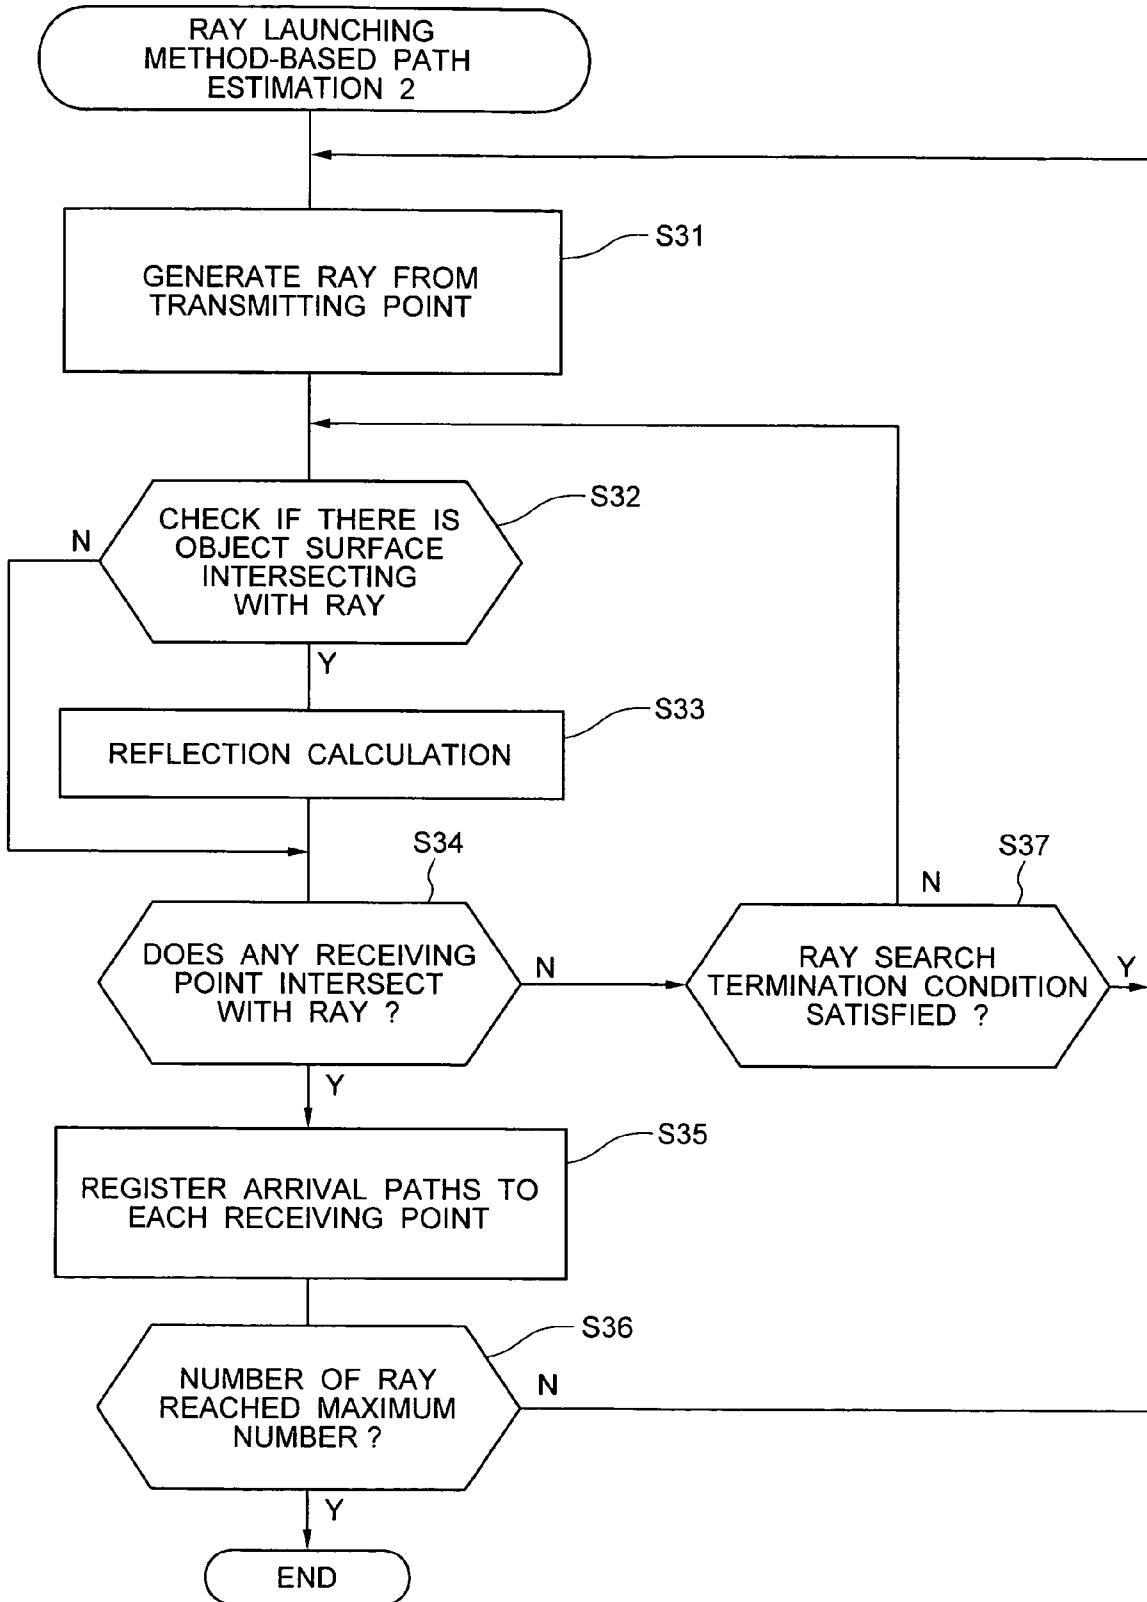 RAY LAUNCHING
METHOD-BASED PATH
ESTIMATION 2
S31
GENERATE RAY FROM
TRANSMITTING POINT
S32
CHECK IF THERE IS
OBJECT SURFACE
INTERSECTING
WITH RAY
N
Y
S33
REFLECTION CALCULATION
S34
DOES ANY RECEIVING
POINT INTERSECT
WITH RAY ?
N
Y
S37
N
RAY SEARCH
TERMINATION CONDITION
SATISFIED ?
Y
S35
REGISTER ARRIVAL PATHS TO
EACH RECEIVING POINT
S36
NUMBER OF RAY
REACHED MAXIMUM
NUMBER ?
N
Y
END